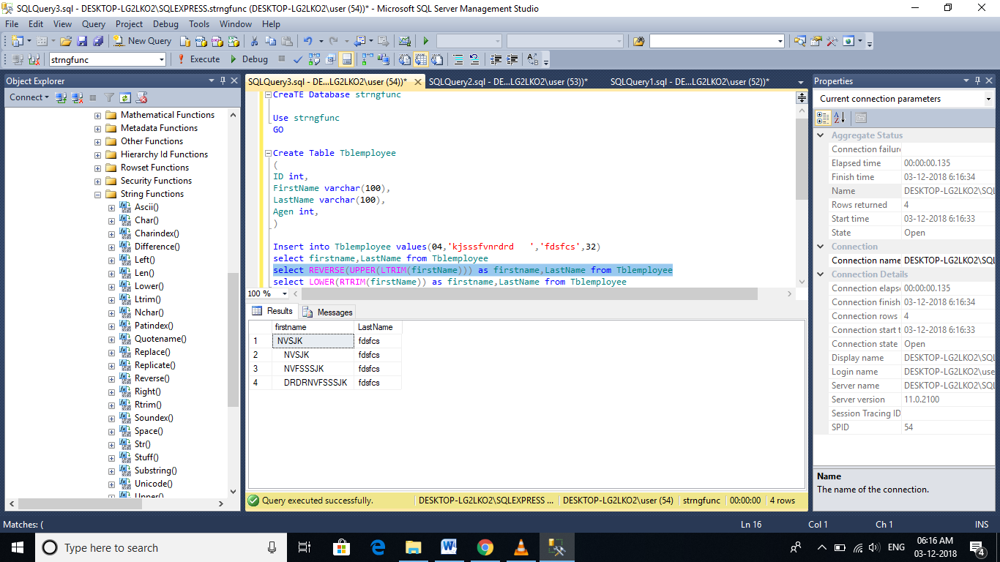 SQLQuery3.sql - DESKTOP-LG2LKO2\SQLEXPRESS.strngfunc (DESKTOP-LG2LKO2\user (54))* - Microsoft SQL Server Management Studio
File Edit View Query Project Debug Tools Window Help
New Query
strngfunc Execute Debug
Object Explorer
Connect
Mathematical Functions
Metadata Functions
Other Functions
Hierarchy Id Functions
Rowset Functions
Security Functions
String Functions
Ascii()
Char()
Charindex()
Difference()
Left()
Len()
Lower()
Ltrim()
Nchar()
Patindex()
Quotename()
Replace()
Replicate()
Reverse()
Right()
Rtrim()
Soundex()
Space()
Str()
Stuff()
Substring()
Unicode()
Upper()
SQLQuery3.sql - DE...LG2LKO2\user (54))* SQLQuery2.sql - DE...LG2LKO2\user (53))* SQLQuery1.sql - DE...LG2LKO2\user (52))*
CreaTE Database strngfunc
Use strngfunc
GO
Create Table Tblemployee
(
ID int,
FirstName varchar(100),
LastName varchar(100),
Agen int,
)
Insert into Tblemployee values(04,'kjsssfvnrdrd   ','fdsfcs',32)
select firstname,LastName from Tblemployee
select REVERSE(UPPER(LTRIM(firstName))) as firstname,LastName from Tblemployee
select LOWER(RTRIM(firstName)) as firstname,LastName from Tblemployee
100 %
Results Messages
firstname LastName
1 NVSJK fdsfcs
2 NVSJK fdsfcs
3 NVFSSSJK fdsfcs
4 DRDRNVFSSSJK fdsfcs
Query executed successfully. DESKTOP-LG2LKO2\SQLEXPRESS ... DESKTOP-LG2LKO2\user (54) strngfunc 00:00:00 4 rows
Properties
Current connection parameters
Aggregate Status
Connection failure
Elapsed time 00:00:00.135
Finish time 03-12-2018 6:16:34
Name DESKTOP-LG2LKO2\SQL
Rows returned 4
Start time 03-12-2018 6:16:33
State Open
Connection
Connection name DESKTOP-LG2LKO2\SQL
Connection Details
Connection elapse 00:00:00.135
Connection finish 03-12-2018 6:16:34
Connection rows 4
Connection start t 03-12-2018 6:16:33
Connection state Open
Display name DESKTOP-LG2LKO2\SQL
Login name DESKTOP-LG2LKO2\use
Server name DESKTOP-LG2LKO2\SQL
Server version 11.0.2100
Session Tracing ID
SPID 54
Name
The name of the connection.
Matches: ( Ln 16 Col 1 Ch 1 INS
Type here to search
ENG 06:16 AM
03-12-2018
4